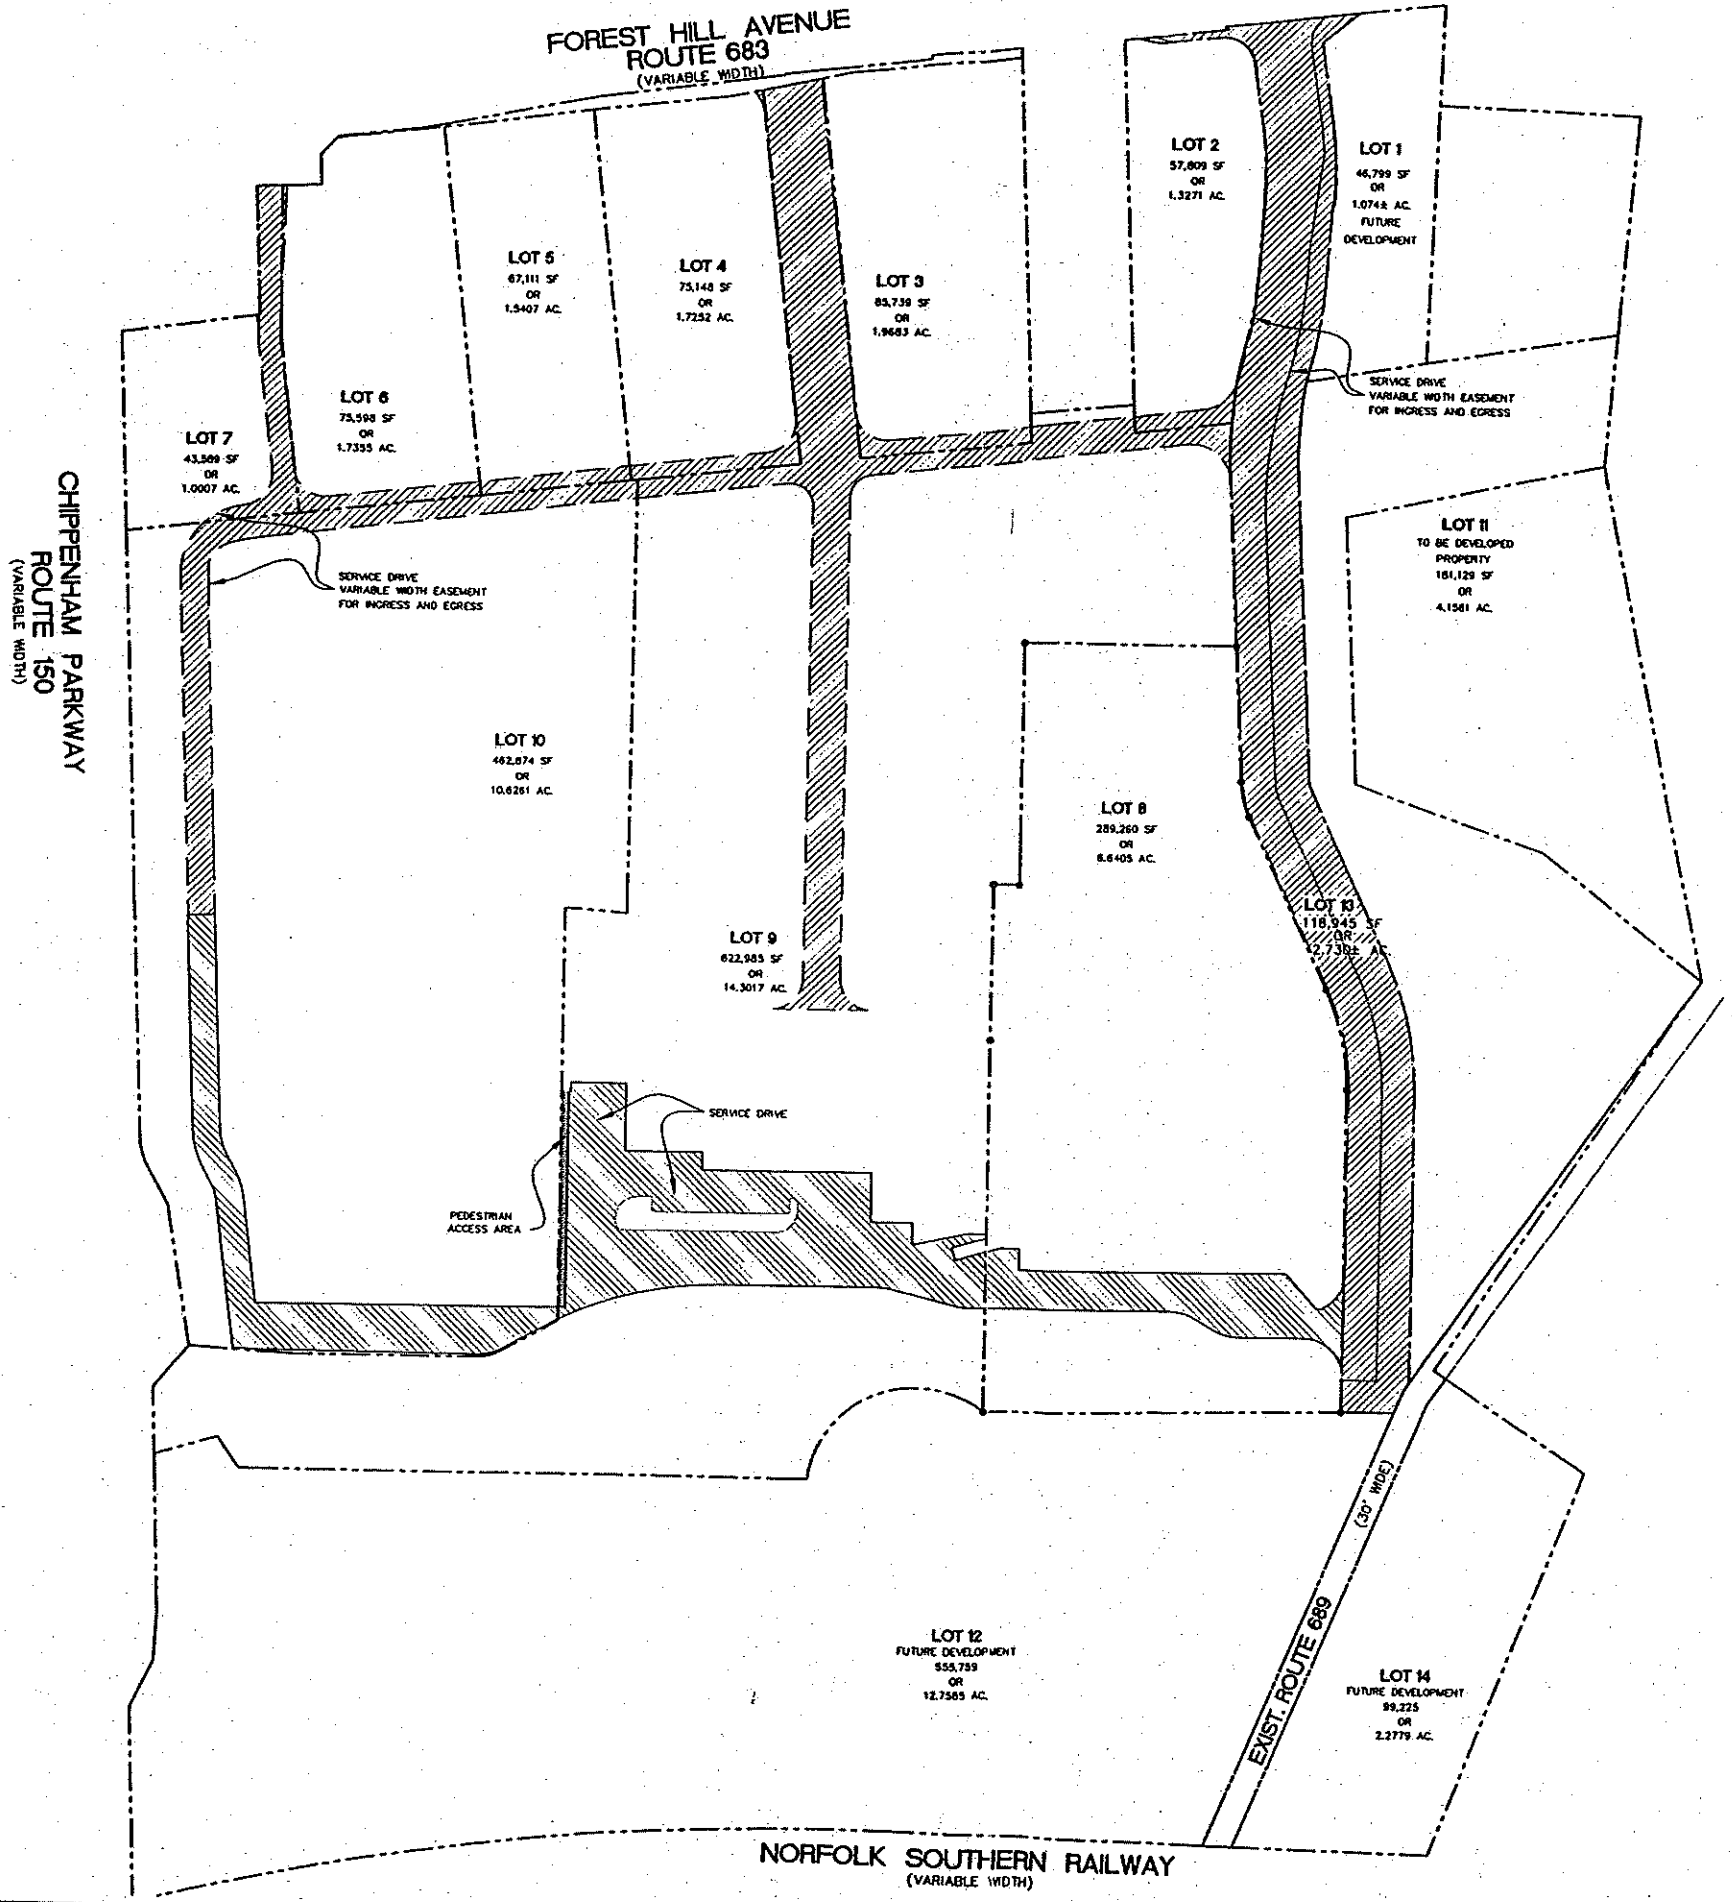 FOREST HILL AVENUE
ROUTE 683
(VARIABLE WIDTH)
LOT 2
57,809 SF
OR
1.3271 AC.
LOT 1
46,799 SF
OR
1.074± AC.
FUTURE
DEVELOPMENT
LOT 5
67,111 SF
OR
1.5407 AC.
LOT 4
75,148 SF
OR
1.7252 AC.
LOT 3
85,739 SF
OR
1.9683 AC.
LOT 6
75,598 SF
OR
1.7355 AC.
LOT 7
43,589 SF
OR
1.0007 AC.
SERVICE DRIVE
VARIABLE WIDTH EASEMENT
FOR INGRESS AND EGRESS
CHIPPENHAM PARKWAY
ROUTE 150
(VARIABLE WIDTH)
SERVICE DRIVE
VARIABLE WIDTH EASEMENT
FOR INGRESS AND EGRESS
LOT 11
TO BE DEVELOPED
PROPERTY
181,129 SF
OR
4.1581 AC.
LOT 10
462,874 SF
OR
10.6261 AC.
LOT 8
289,260 SF
OR
6.6405 AC.
LOT 13
118,945 SF
OR
2.730± AC.
LOT 9
622,985 SF
OR
14.3017 AC.
SERVICE DRIVE
PEDESTRIAN
ACCESS AREA
(30' WIDE)
EXIST. ROUTE 689
LOT 12
FUTURE DEVELOPMENT
555,759
OR
12.7585 AC.
LOT 14
FUTURE DEVELOPMENT
99,225
OR
2.2779 AC.
NORFOLK SOUTHERN RAILWAY
(VARIABLE WIDTH)